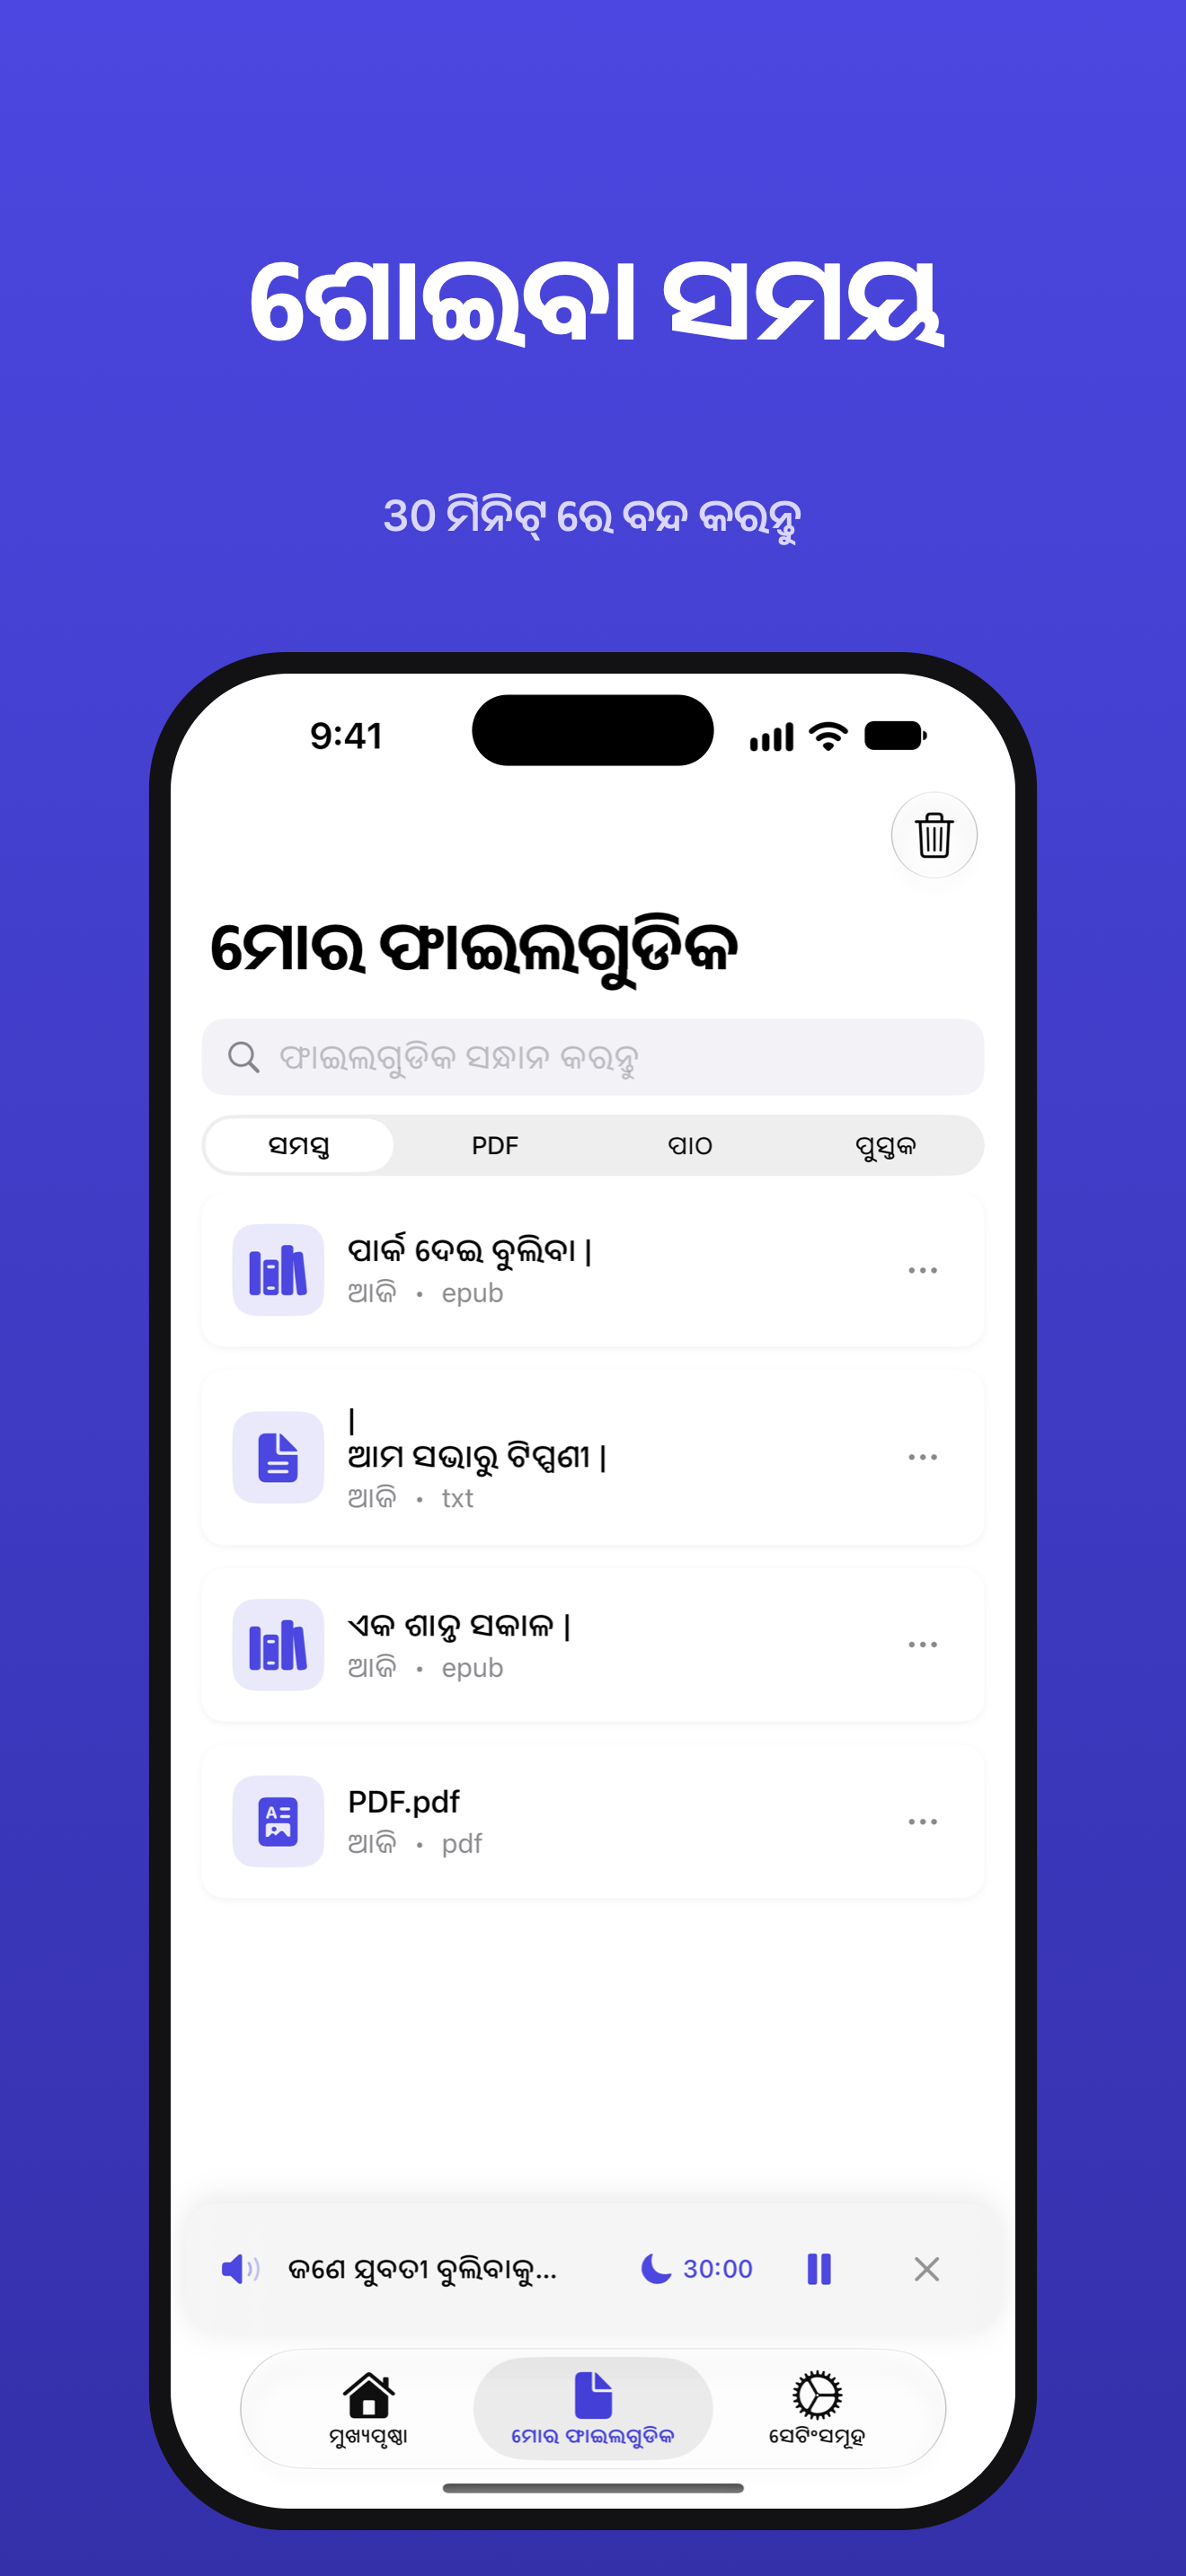 ଶୋଇବା ସମୟ
30 ମିନିଟ୍ ରେ ବନ୍ଦ କରନ୍ତୁ
9:41
ମୋର ଫାଇଲଗୁଡିକ
ଫାଇଲଗୁଡିକ ସନ୍ଧାନ କରନ୍ତୁ
ସମସ୍ତ PDF ପାଠ ପୁସ୍ତକ
ପାର୍କ ଦେଇ ବୁଲିବା |
ଆଜି • epub
|
ଆମ ସଭାରୁ ଟିପ୍ପଣୀ |
ଆଜି • txt
ଏକ ଶାନ୍ତ ସକାଳ |
ଆଜି • epub
PDF.pdf
ଆଜି • pdf
ଜଣେ ଯୁବତୀ ବୁଲିବାକୁ... 30:00
ମୁଖ୍ୟପୃଷ୍ଠା ମୋର ଫାଇଲଗୁଡିକ ସେଟିଂସମୂହ